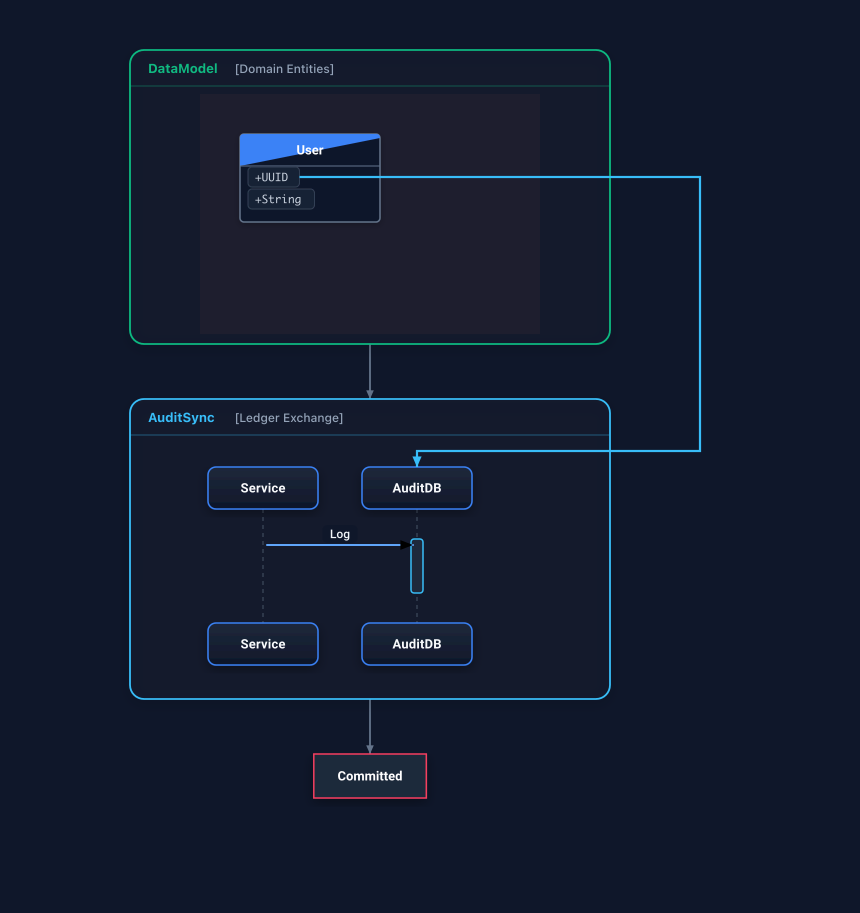 DataModel [Domain Entities]
User
+UUID
+String
AuditSync [Ledger Exchange]
Service AuditDB
Log
Service AuditDB
Committed